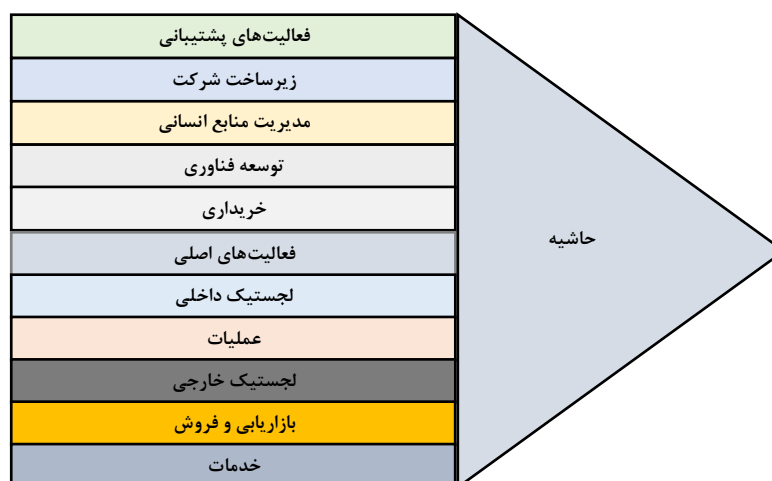 فعالیت‌های پشتیبانی
زیرساخت شرکت
مدیریت منابع انسانی
توسعه فناوری
خریداری
فعالیت‌های اصلی
لجستیک داخلی
عملیات
لجستیک خارجی
بازاریابی و فروش
خدمات
حاشیه